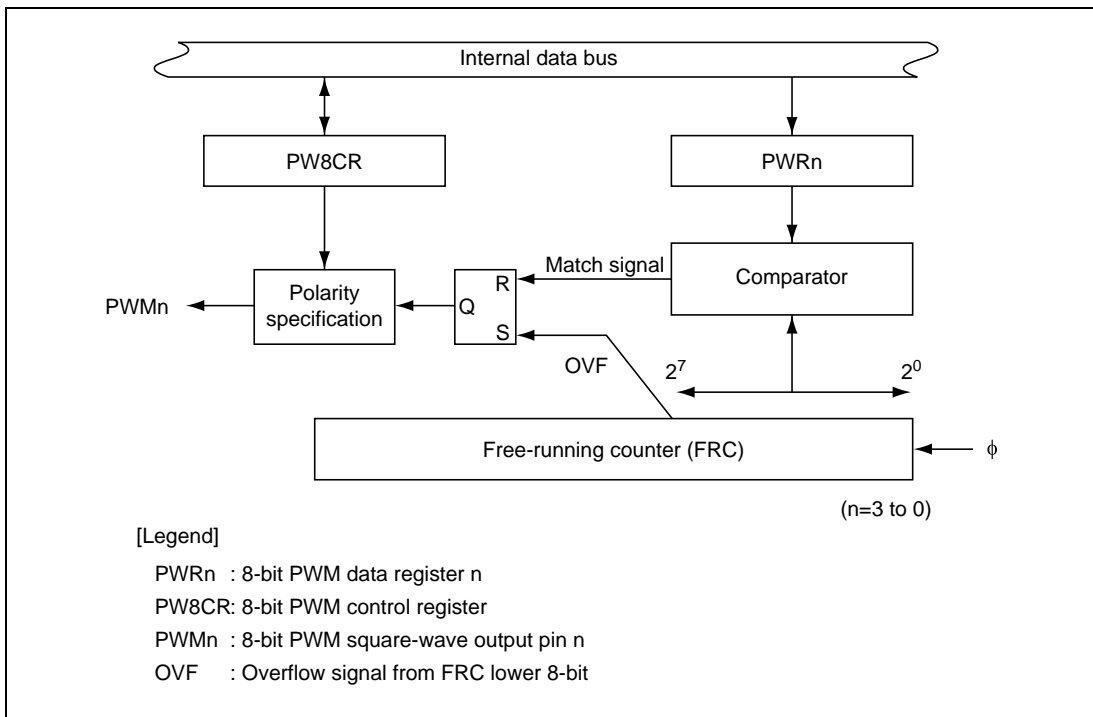 Internal data bus
PW8CR
PWRn
Match signal
Comparator
PWMn
Polarity
specification
R
Q
S
OVF
2⁷
2⁰
Free-running counter (FRC)
ϕ
(n=3 to 0)
[Legend]
PWRn : 8-bit PWM data register n
PW8CR: 8-bit PWM control register
PWMn : 8-bit PWM square-wave output pin n
OVF : Overflow signal from FRC lower 8-bit